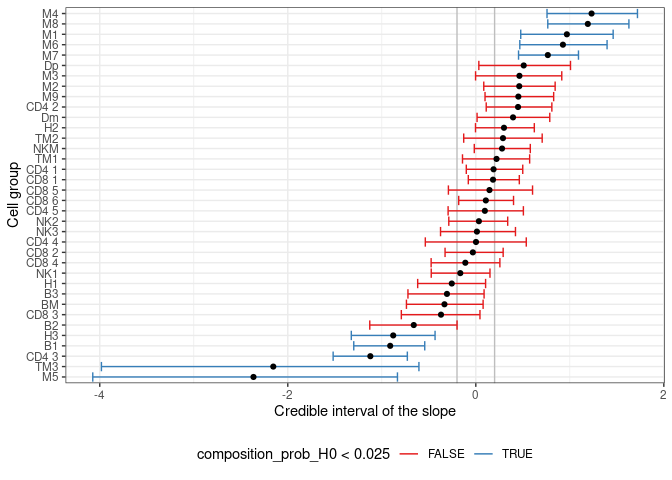 M4
M8
M1
M6
M7
Dp
M3
M2
M9
CD4 2
Dm
H2
TM2
NKM
TM1
CD4 1
CD8 1
CD8 5
CD8 6
CD4 5
NK2
NK3
CD4 4
CD8 2
CD8 4
NK1
H1
B3
BM
CD8 3
B2
H3
B1
CD4 3
TM3
M5
Cell group
-4 -2 0 2
Credible interval of the slope
composition_prob_H0 < 0.025 FALSE TRUE